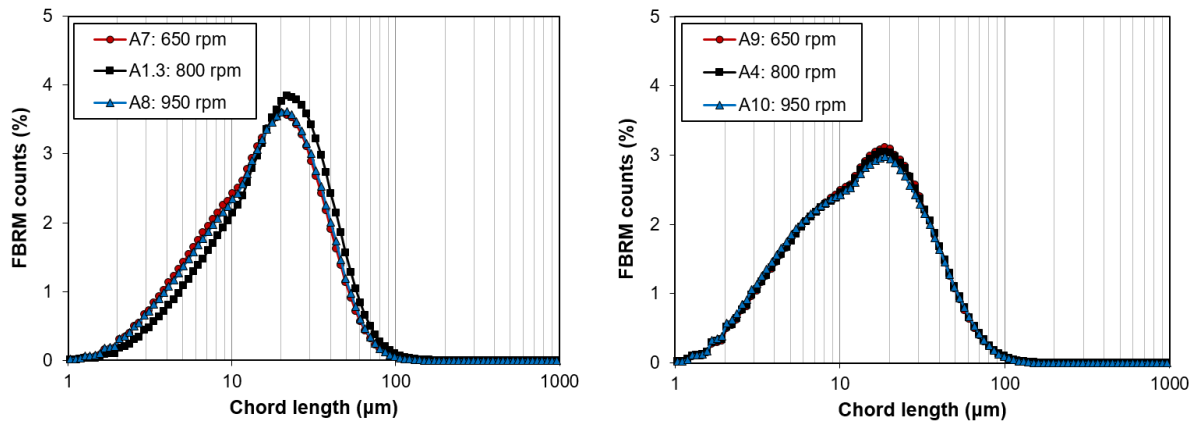 5
4
3
2
1
0
FBRM counts (%)
A7: 650 rpm
A1.3: 800 rpm
A8: 950 rpm
1
10
100
1000
Chord length (µm)
5
4
3
2
1
0
FBRM counts (%)
A9: 650 rpm
A4: 800 rpm
A10: 950 rpm
1
10
100
1000
Chord length (µm)